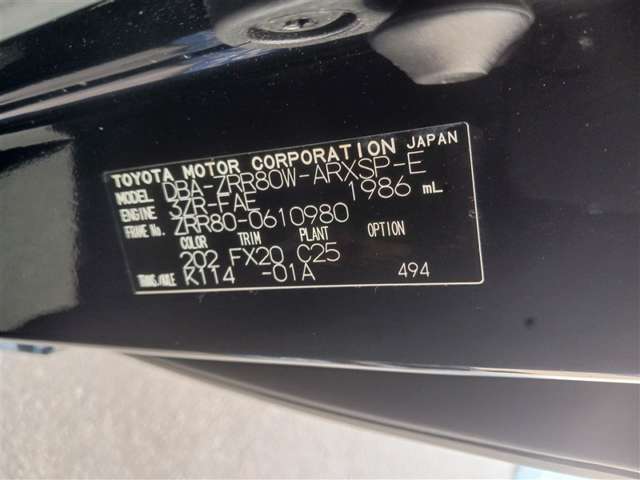 TOYOTA MOTOR CORPORATION JAPAN
MODEL DBA-ZRR80W-ARXSP-E
ENGINE 3ZR-FAE 1986 mL
FRAME No. ZRR80-0610980
COLOR TRIM PLANT OPTION
202 FX20 C25
TRANS./AXLE K114 -01A 494